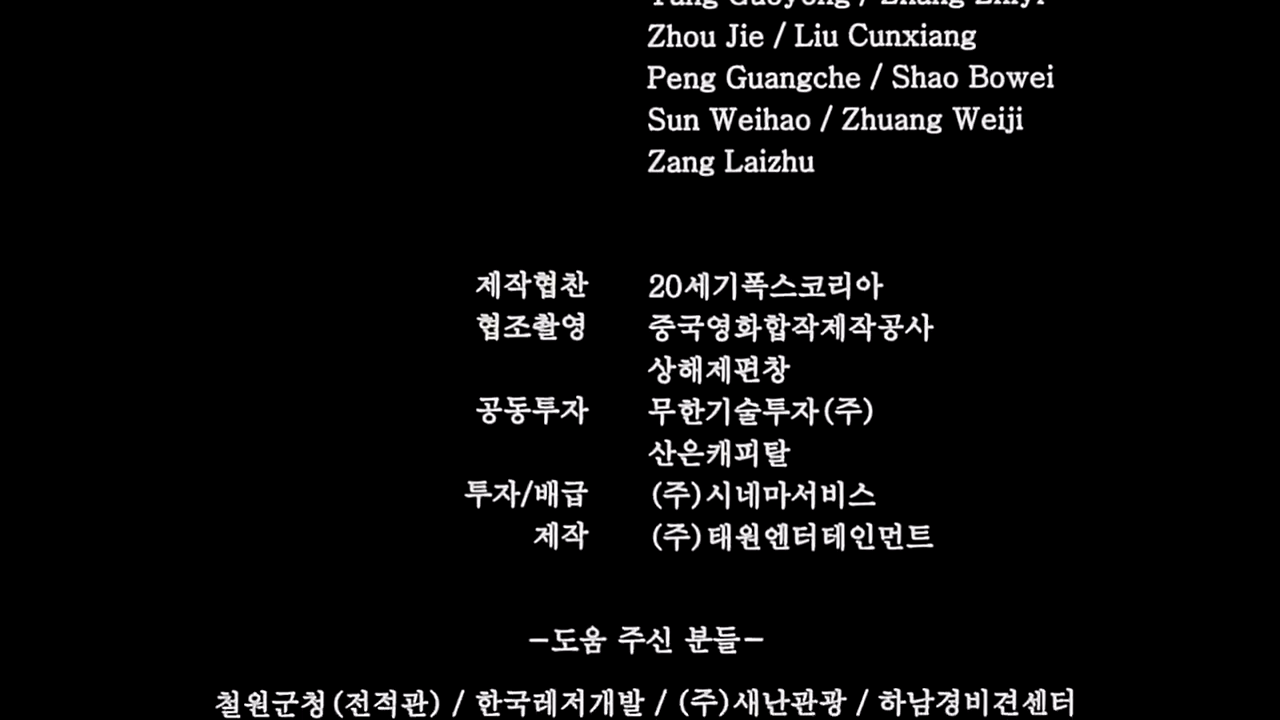 Yang Guoyong / Zhang Zhiyi
Zhou Jie / Liu Cunxiang
Peng Guangche / Shao Bowei
Sun Weihao / Zhuang Weiji
Zang Laizhu
제작협찬 20세기폭스코리아
협조촬영 중국영화합작제작공사
상해제편창
공동투자 무한기술투자(주)
산은캐피탈
투자/배급 (주)시네마서비스
제작 (주)태원엔터테인먼트
-도움 주신 분들-
철원군청(전적관) / 한국레저개발 / (주)새난관광 / 하남경비견센터